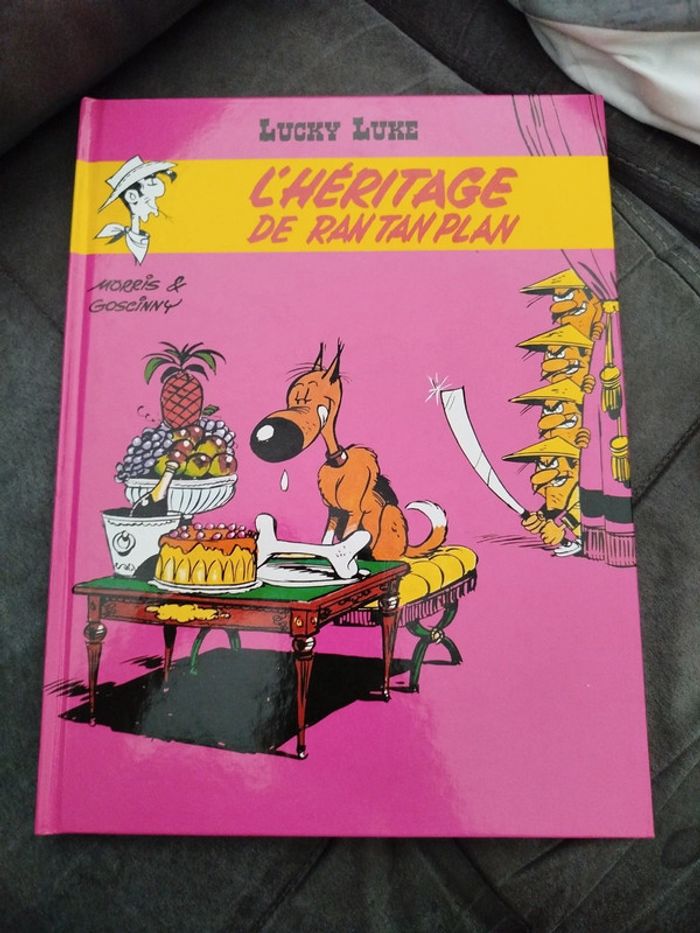 LUCKY LUKE
L'HÉRITAGE
DE RAN TAN PLAN
MORRIS &
GOSCINNY